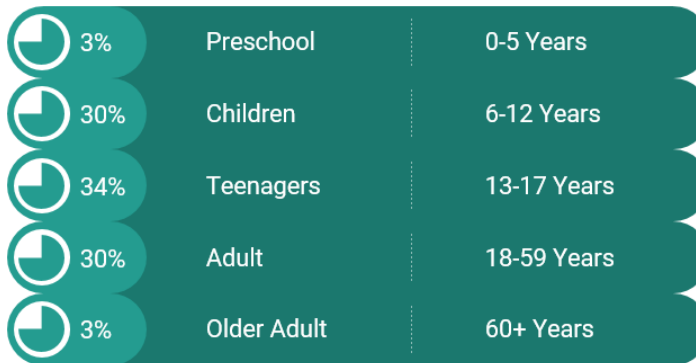 3% Preschool 0-5 Years
30% Children 6-12 Years
34% Teenagers 13-17 Years
30% Adult 18-59 Years
3% Older Adult 60+ Years